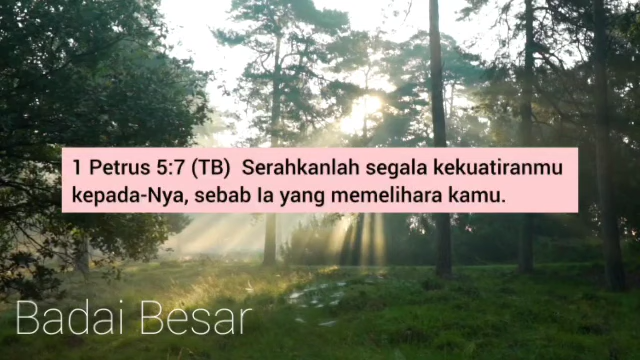 1 Petrus 5:7 (TB)  Serahkanlah segala kekuatiranmu
kepada-Nya, sebab Ia yang memelihara kamu.
Badai Besar